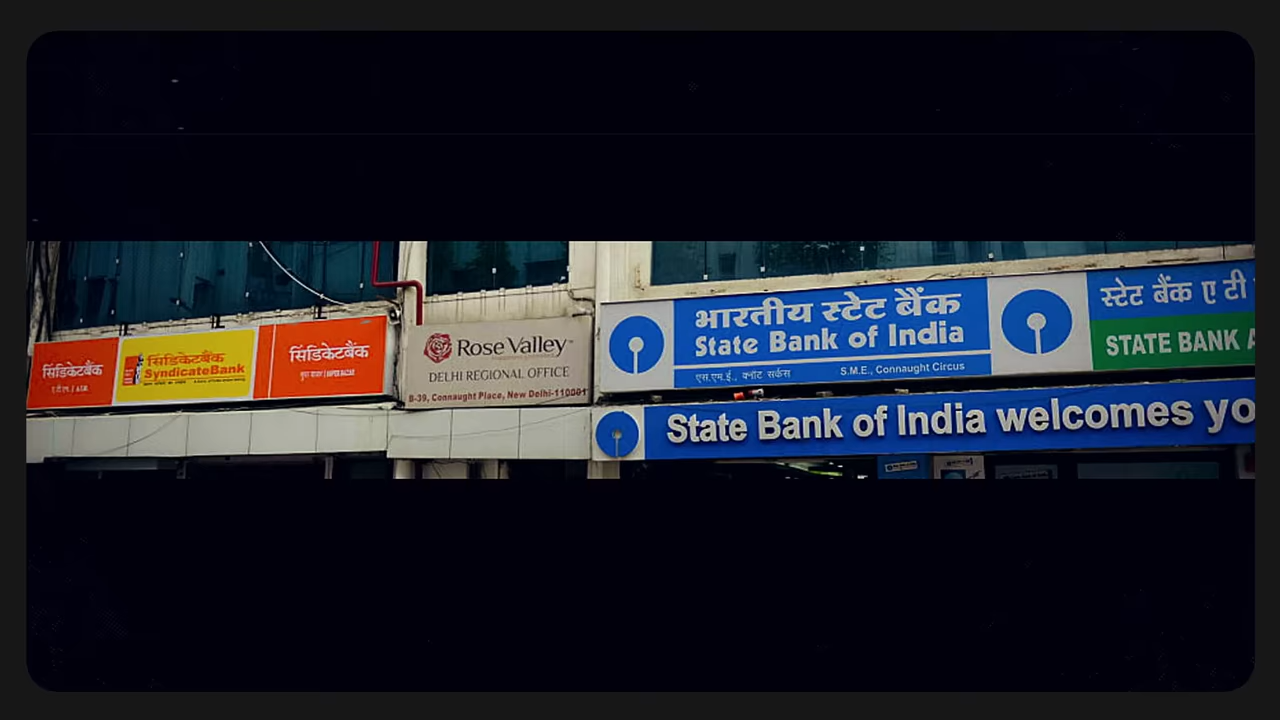 सिंडिकेटबैंक
सिंडिकेटबैंक
SyndicateBank
सिंडिकेटबैंक
Rose Valley
DELHI REGIONAL OFFICE
B-39, Connaught Place, New Delhi-110001
भारतीय स्टेट बैंक
State Bank of India
एस.एम.ई., क्नॉट सर्कस S.M.E., Connaught Circus
स्टेट बैंक ए टी
STATE BANK A
State Bank of India welcomes yo